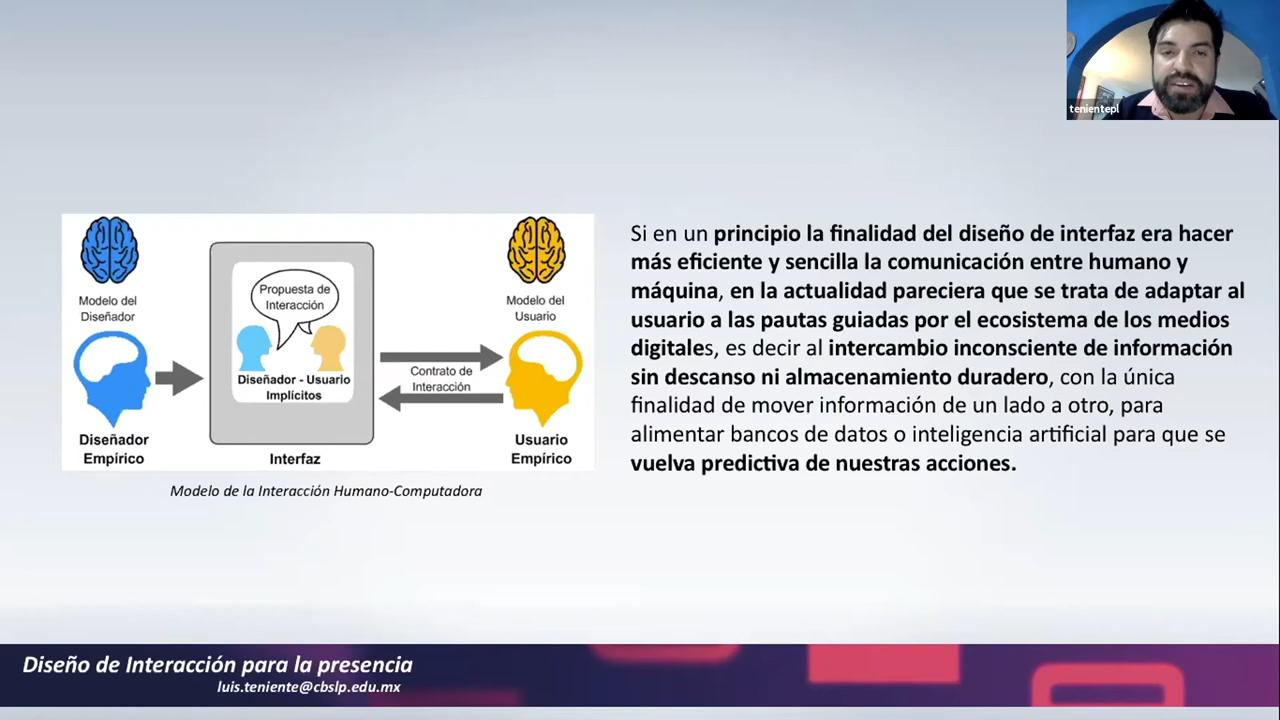 tenientepl
Modelo del
Diseñador
Diseñador
Empírico
Propuesta de
Interacción
Diseñador - Usuario
Implícitos
Interfaz
Contrato de
Interacción
Modelo del
Usuario
Usuario
Empírico
Modelo de la Interacción Humano-Computadora
Si en un principio la finalidad del diseño de interfaz era hacer
más eficiente y sencilla la comunicación entre humano y
máquina, en la actualidad pareciera que se trata de adaptar al
usuario a las pautas guiadas por el ecosistema de los medios
digitales, es decir al intercambio inconsciente de información
sin descanso ni almacenamiento duradero, con la única
finalidad de mover información de un lado a otro, para
alimentar bancos de datos o inteligencia artificial para que se
vuelva predictiva de nuestras acciones.
Diseño de Interacción para la presencia
luis.teniente@cbslp.edu.mx